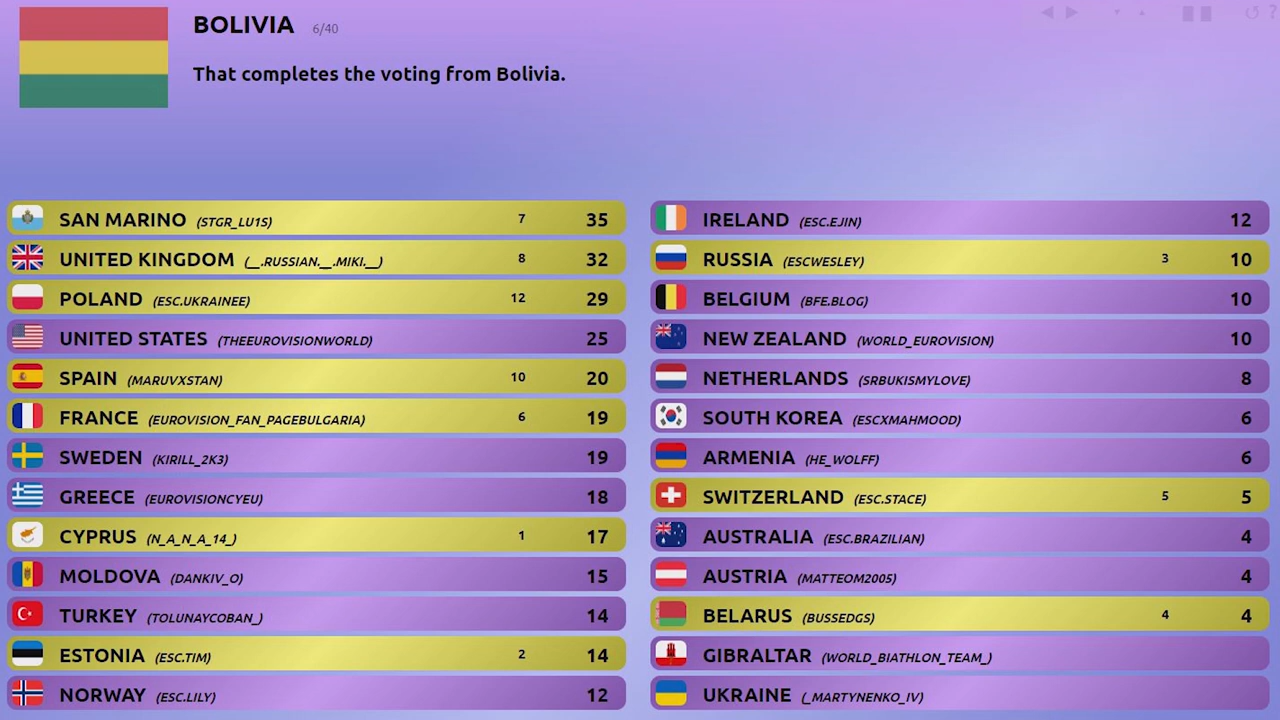 BOLIVIA 6/40
That completes the voting from Bolivia.
SAN MARINO (STGR_LU1S) 7 35
UNITED KINGDOM (__.RUSSIAN.__.MIKI.__) 8 32
POLAND (ESC.UKRAINEE) 12 29
UNITED STATES (THEEUROVISIONWORLD) 25
SPAIN (MARUVXSTAN) 10 20
FRANCE (EUROVISION_FAN_PAGEBULGARIA) 6 19
SWEDEN (KIRILL_2K3) 19
GREECE (EUROVISIONCYEU) 18
CYPRUS (N_A_N_A_14_) 1 17
MOLDOVA (DANKIV_O) 15
TURKEY (TOLUNAYCOBAN_) 14
ESTONIA (ESC.TIM) 2 14
NORWAY (ESC.LILY) 12
IRELAND (ESC.EJIN) 12
RUSSIA (ESCWESLEY) 3 10
BELGIUM (BFE.BLOG) 10
NEW ZEALAND (WORLD_EUROVISION) 10
NETHERLANDS (SRBUKISMYLOVE) 8
SOUTH KOREA (ESCXMAHMOOD) 6
ARMENIA (HE_WOLFF) 6
SWITZERLAND (ESC.STACE) 5 5
AUSTRALIA (ESC.BRAZILIAN) 4
AUSTRIA (MATTEOM2005) 4
BELARUS (BUSSEDGS) 4 4
GIBRALTAR (WORLD_BIATHLON_TEAM_)
UKRAINE (_MARTYNENKO_IV)